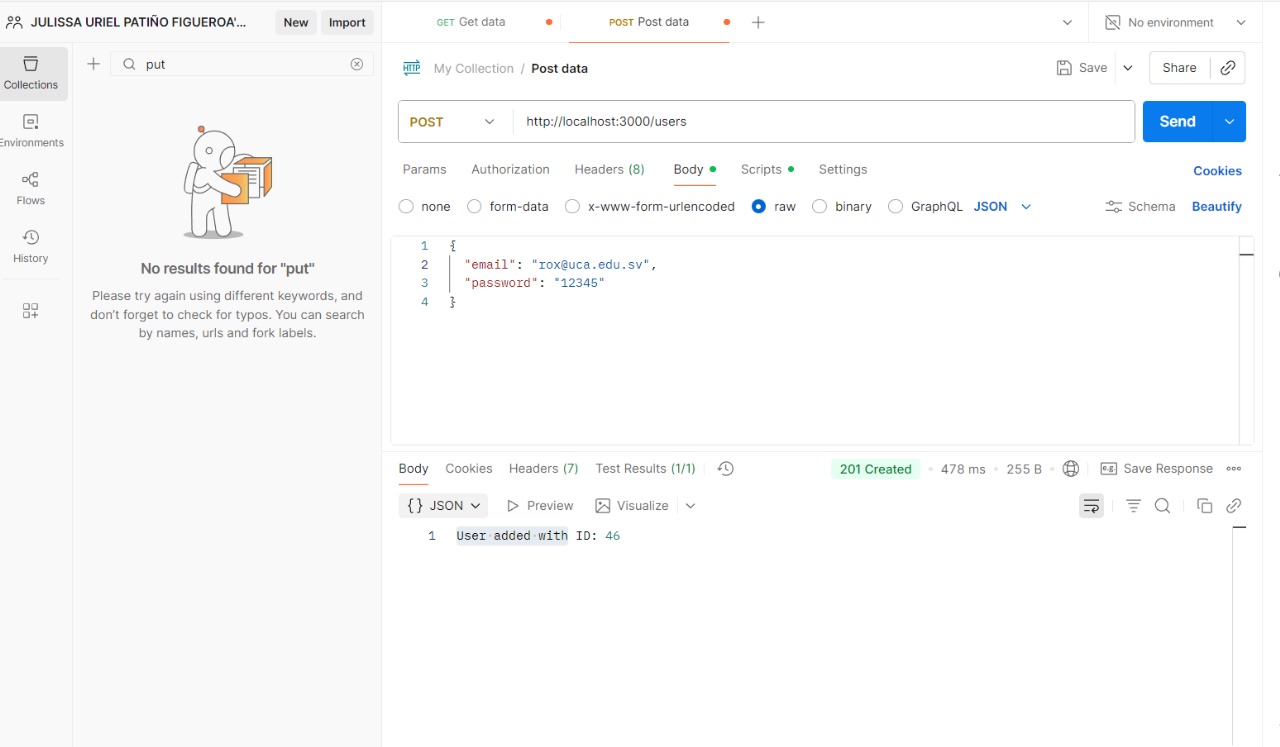 JULISSA URIEL PATIÑO FIGUEROA'...
New
Import
GET Get data
POST Post data
No environment
Collections
Environments
Flows
History
put
No results found for "put"
Please try again using different keywords, and
don't forget to check for typos. You can search
by names, urls and fork labels.
HTTP
My Collection / Post data
Save
Share
POST
http://localhost:3000/users
Send
Params
Authorization
Headers (8)
Body
Scripts
Settings
Cookies
none
form-data
x-www-form-urlencoded
raw
binary
GraphQL
JSON
Schema
Beautify
1 {
2 "email": "rox@uca.edu.sv",
3 "password": "12345"
4 }
Body
Cookies
Headers (7)
Test Results (1/1)
201 Created
478 ms
255 B
e.g.
Save Response
{} JSON
Preview
Visualize
1 User added with ID: 46